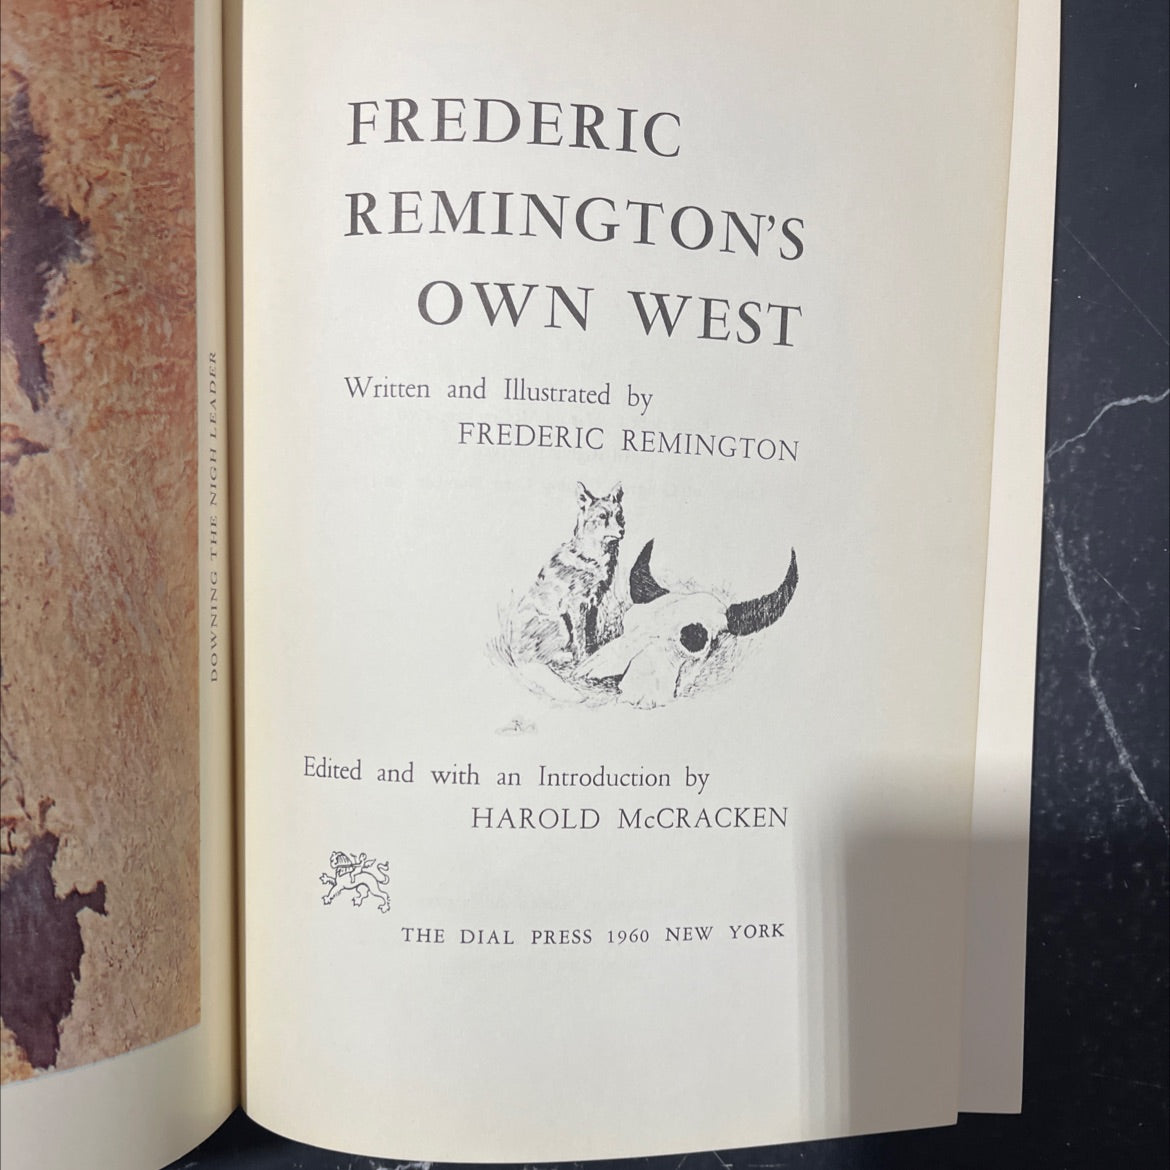 DOWNING THE NIGH LEADER
FREDERIC
REMINGTON'S
OWN WEST
Written and Illustrated by
FREDERIC REMINGTON
Edited and with an Introduction by
HAROLD McCRACKEN
THE DIAL PRESS 1960 NEW YORK